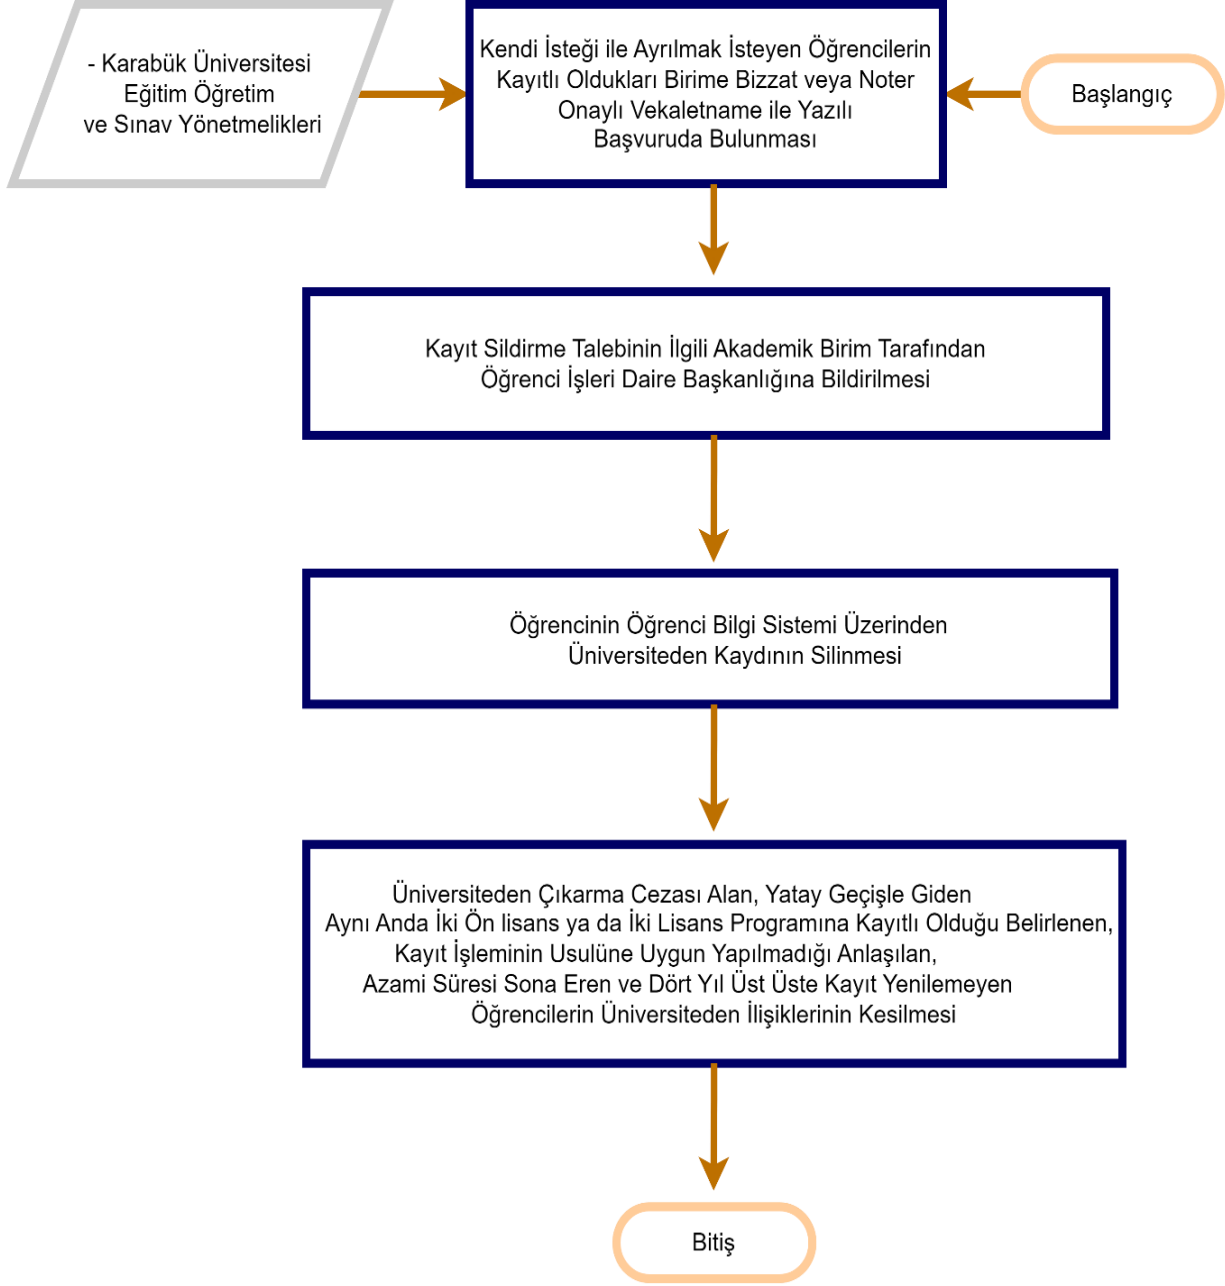 - Karabük Üniversitesi
Eğitim Öğretim
ve Sınav Yönetmelikleri
Kendi İsteği ile Ayrılmak İsteyen Öğrencilerin
Kayıtlı Oldukları Birime Bizzat veya Noter
Onaylı Vekaletname ile Yazılı
Başvuruda Bulunması
Başlangıç
Kayıt Sildirme Talebinin İlgili Akademik Birim Tarafından
Öğrenci İşleri Daire Başkanlığına Bildirilmesi
Öğrencinin Öğrenci Bilgi Sistemi Üzerinden
Üniversiteden Kaydının Silinmesi
Üniversiteden Çıkarma Cezası Alan, Yatay Geçişle Giden
Aynı Anda İki Ön lisans ya da İki Lisans Programına Kayıtlı Olduğu Belirlenen,
Kayıt İşleminin Usulüne Uygun Yapılmadığı Anlaşılan,
Azami Süresi Sona Eren ve Dört Yıl Üst Üste Kayıt Yenilemeyen
Öğrencilerin Üniversiteden İlişiklerinin Kesilmesi
Bitiş